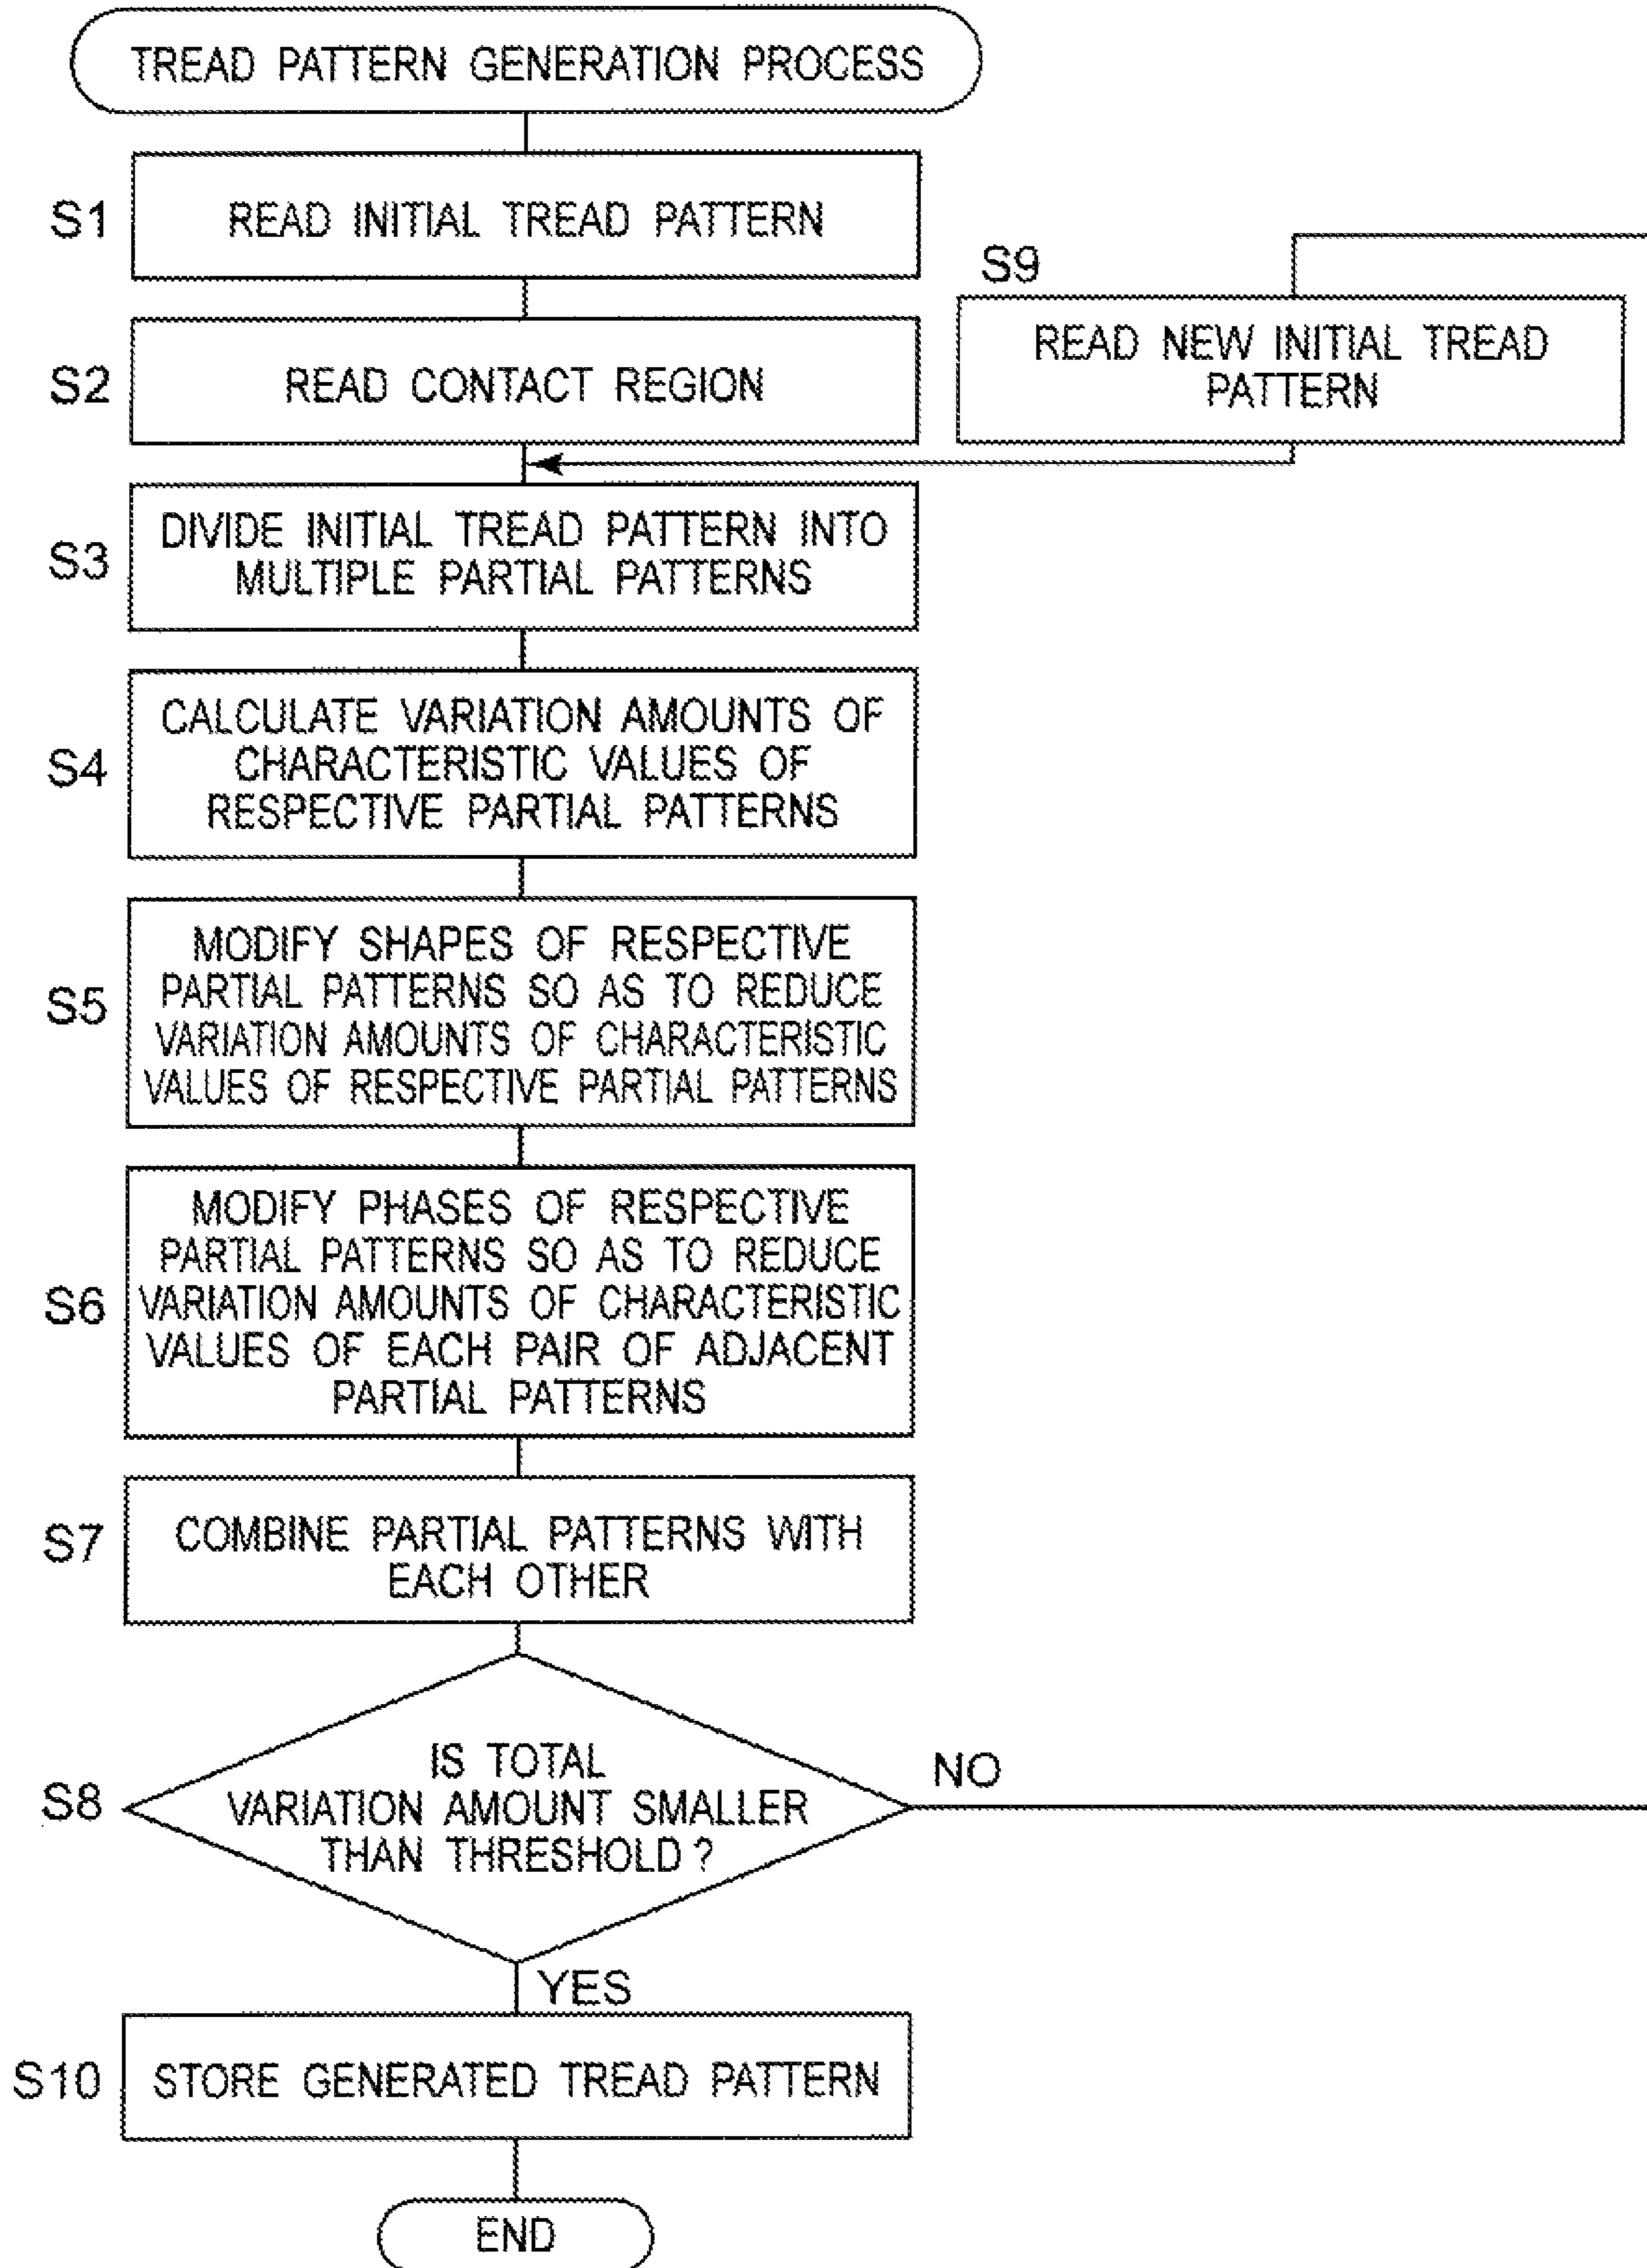 TREAD PATTERN GENERATION PROCESS
S1
READ INITIAL TREAD PATTERN
S2
READ CONTACT REGION
S9
READ NEW INITIAL TREAD
PATTERN
S3
DIVIDE INITIAL TREAD PATTERN INTO
MULTIPLE PARTIAL PATTERNS
S4
CALCULATE VARIATION AMOUNTS OF
CHARACTERISTIC VALUES OF
RESPECTIVE PARTIAL PATTERNS
S5
MODIFY SHAPES OF RESPECTIVE
PARTIAL PATTERNS SO AS TO REDUCE
VARIATION AMOUNTS OF CHARACTERISTIC
VALUES OF RESPECTIVE PARTIAL PATTERNS
S6
MODIFY PHASES OF RESPECTIVE
PARTIAL PATTERNS SO AS TO REDUCE
VARIATION AMOUNTS OF CHARACTERISTIC
VALUES OF EACH PAIR OF ADJACENT
PARTIAL PATTERNS
S7
COMBINE PARTIAL PATTERNS WITH
EACH OTHER
S8
IS TOTAL
VARIATION AMOUNT SMALLER
THAN THRESHOLD ?
NO
YES
S10
STORE GENERATED TREAD PATTERN
END